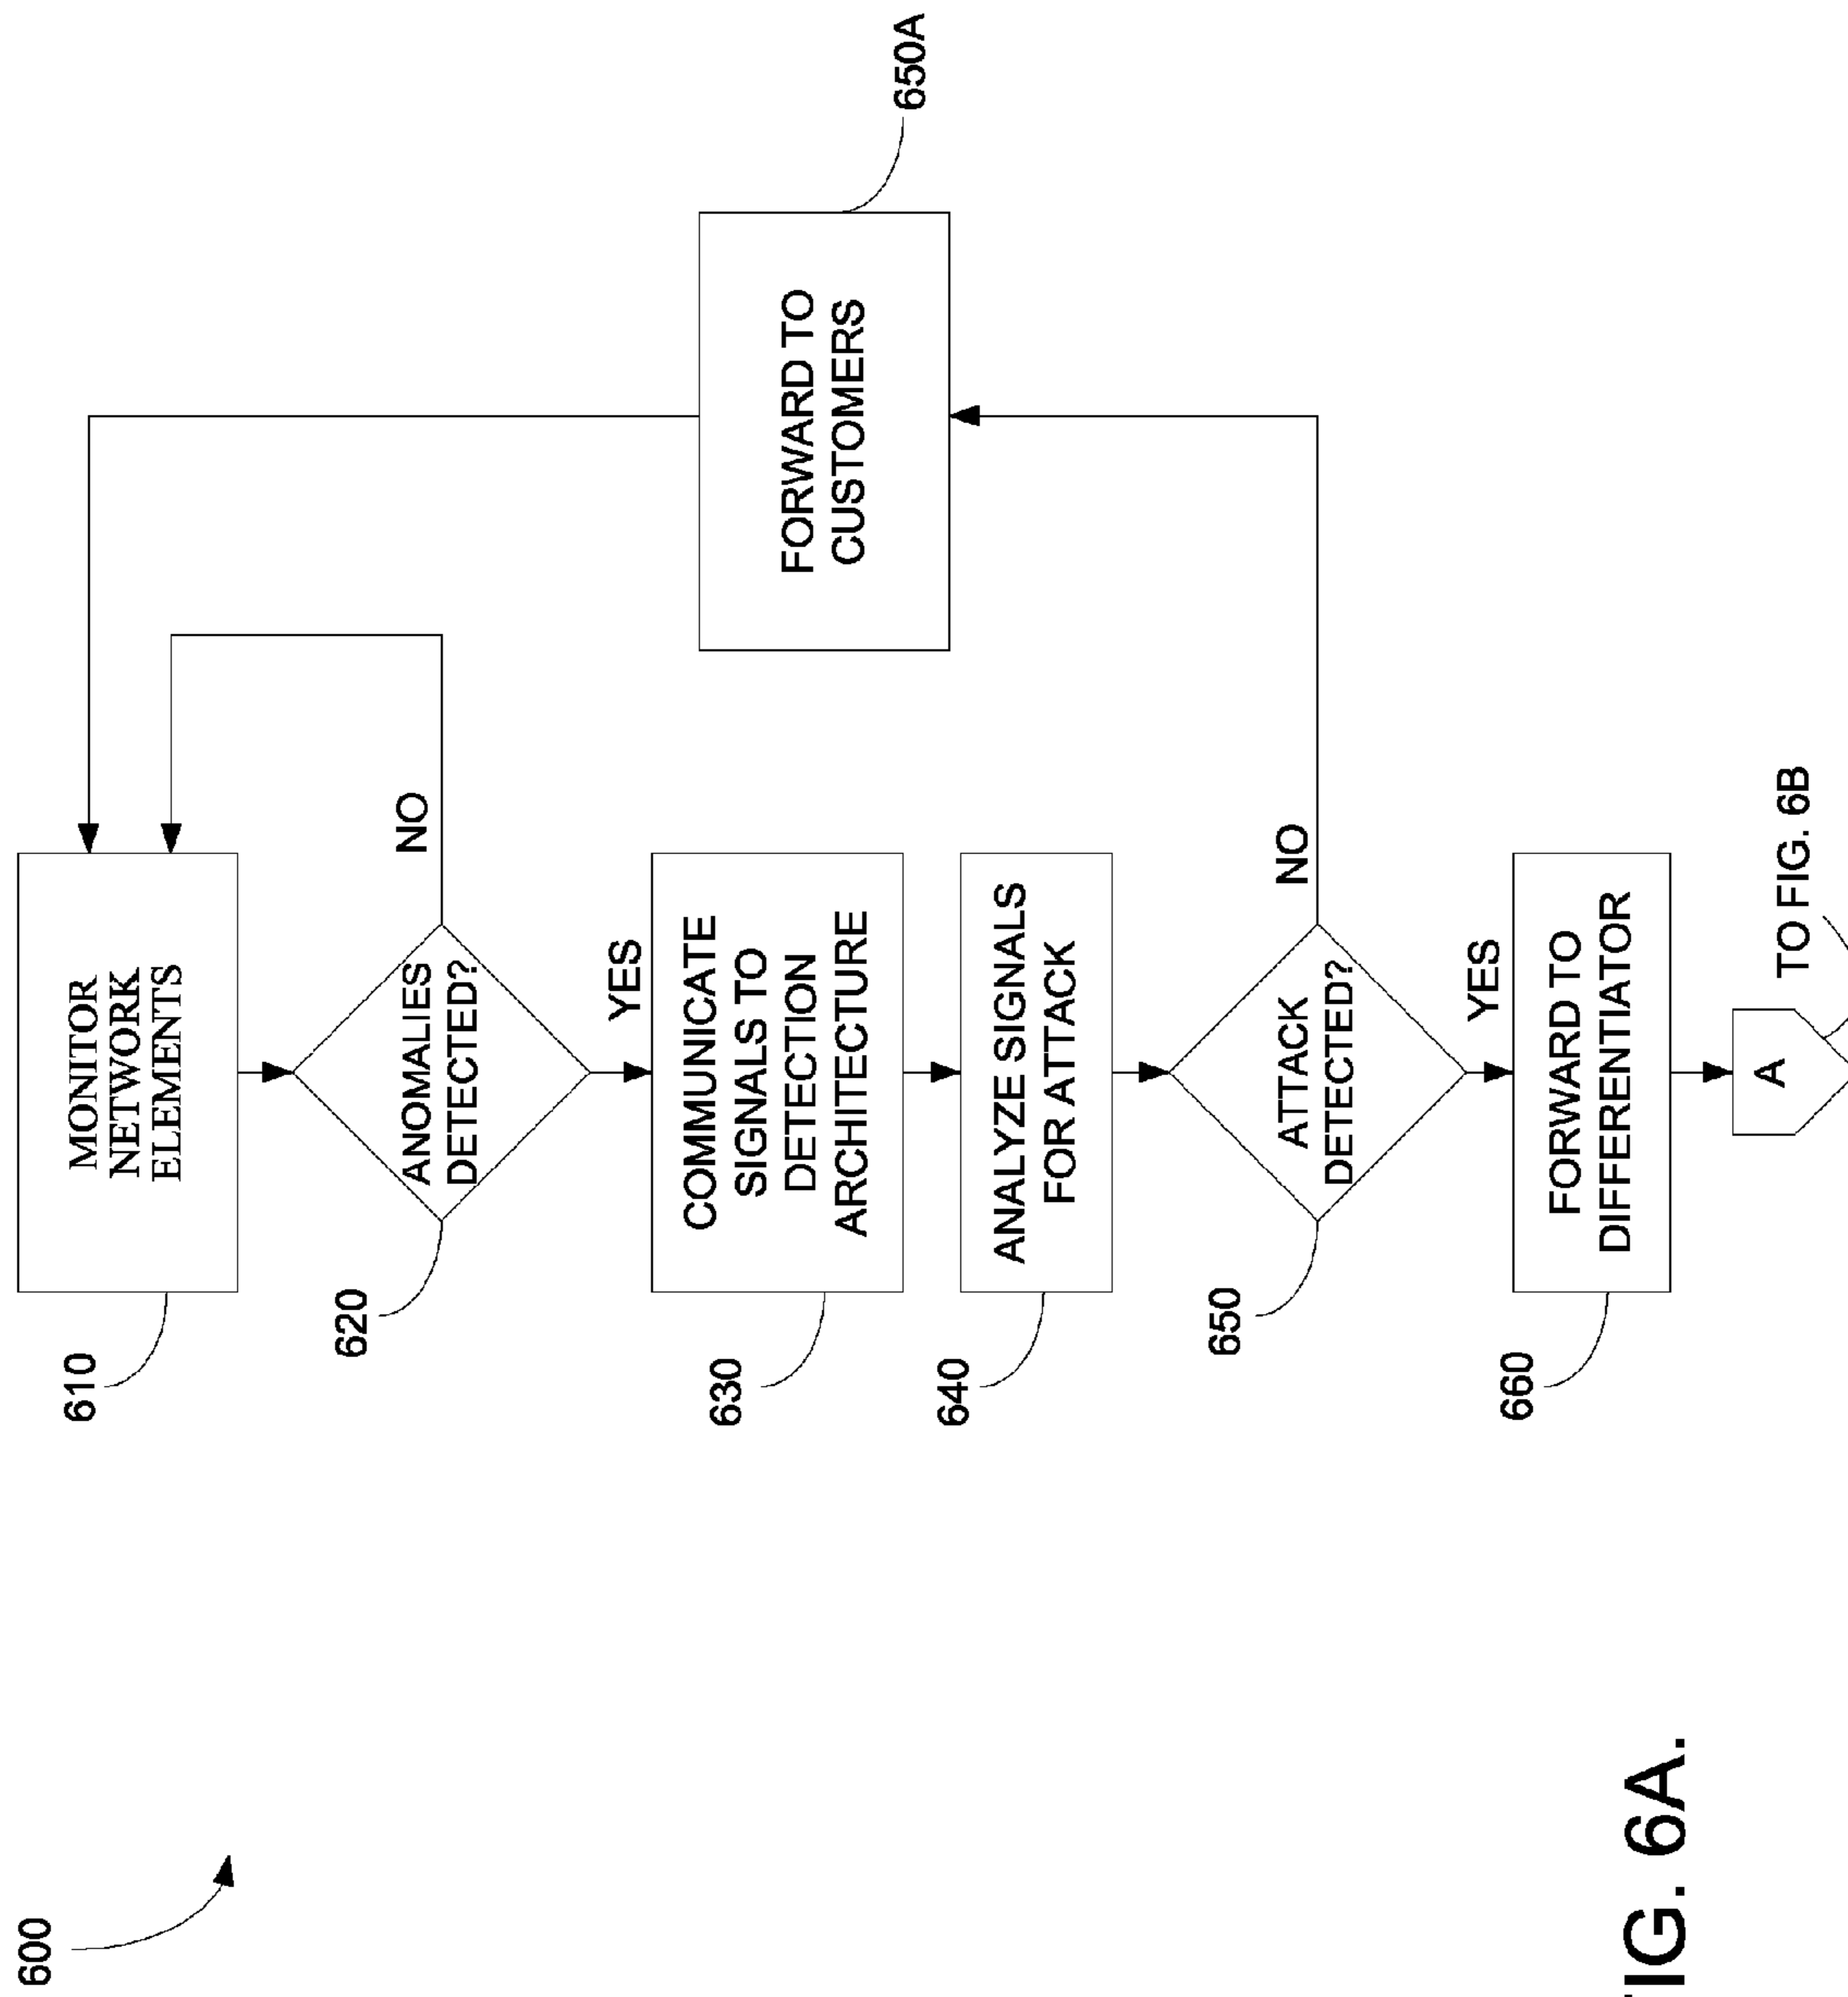 600
610
MONITOR
NETWORK
ELEMENTS
620
ANOMALIES
DETECTED?
NO
YES
630
COMMUNICATE
SIGNALS TO
DETECTION
ARCHITECTURE
640
ANALYZE SIGNALS
FOR ATTACK
650
ATTACK
DETECTED?
NO
YES
FORWARD TO
CUSTOMERS
650A
660
FORWARD TO
DIFFERENTIATOR
A
TO FIG. 6B
IG. 6A.